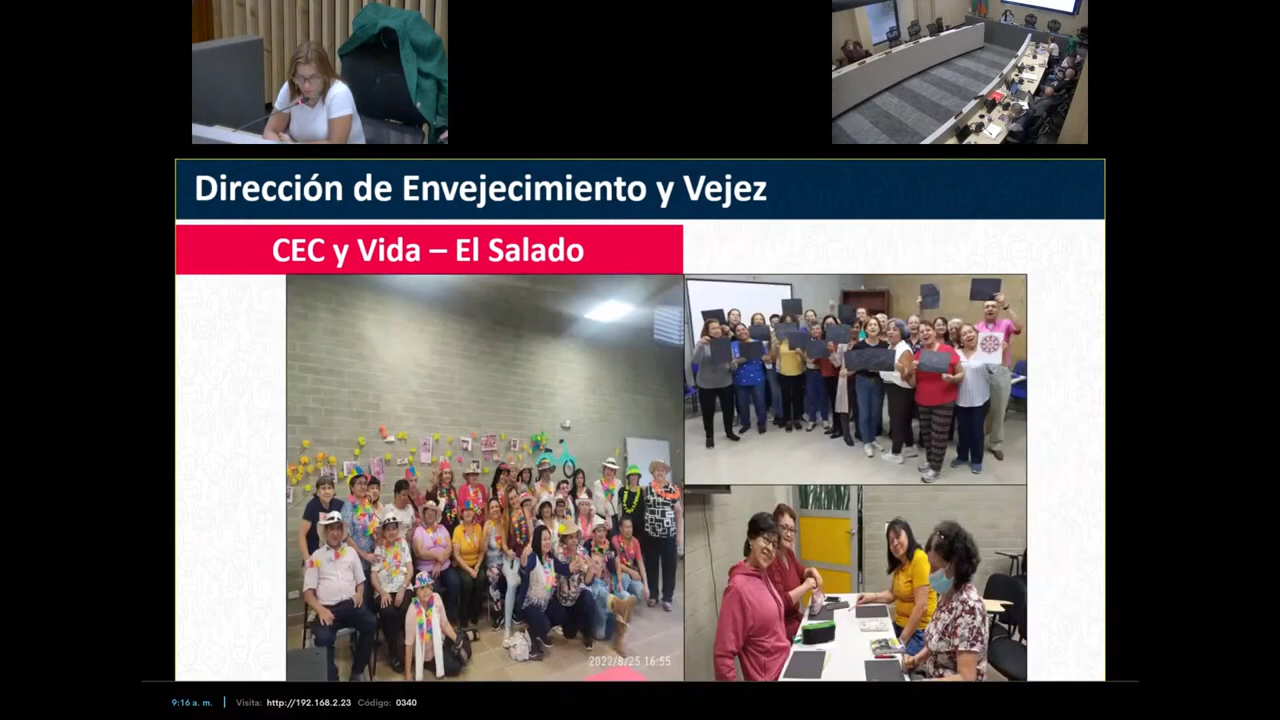 Dirección de Envejecimiento y Vejez
CEC y Vida – El Salado
2022/8/25 16:55
9:16 a. m. | Visita: http://192.168.2.23 Código: 0340